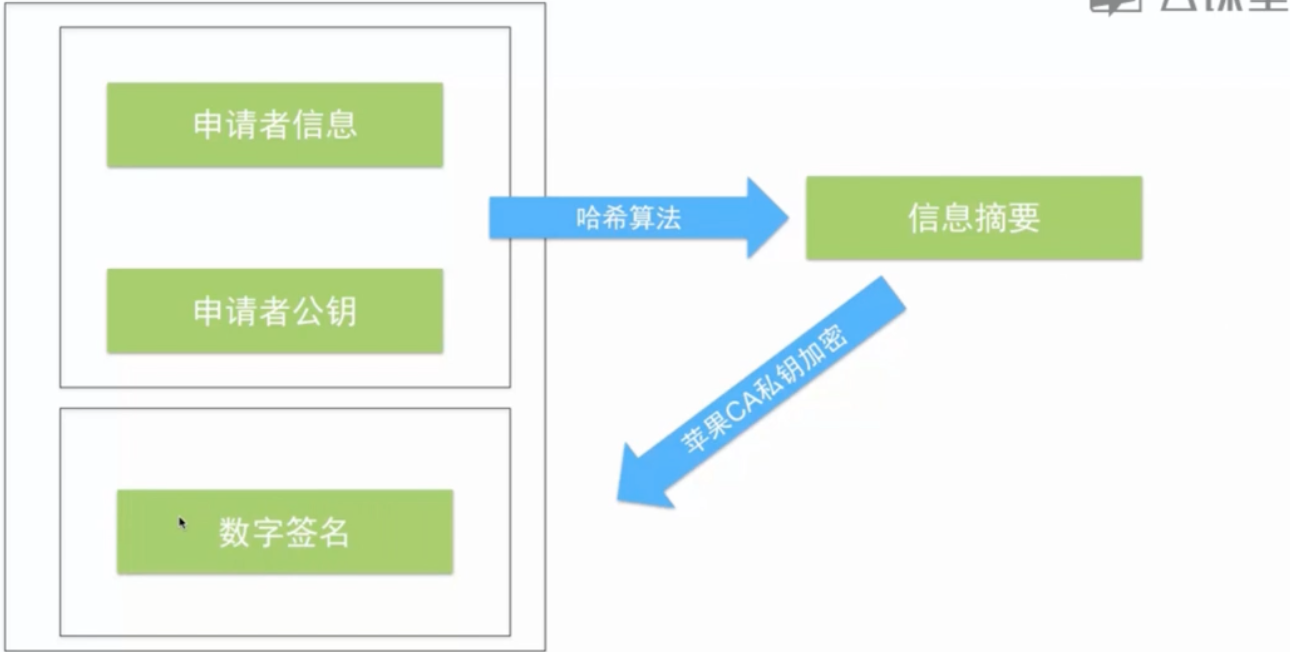 申请者信息
哈希算法
信息摘要
申请者公钥
苹果CA私钥加密
数字签名